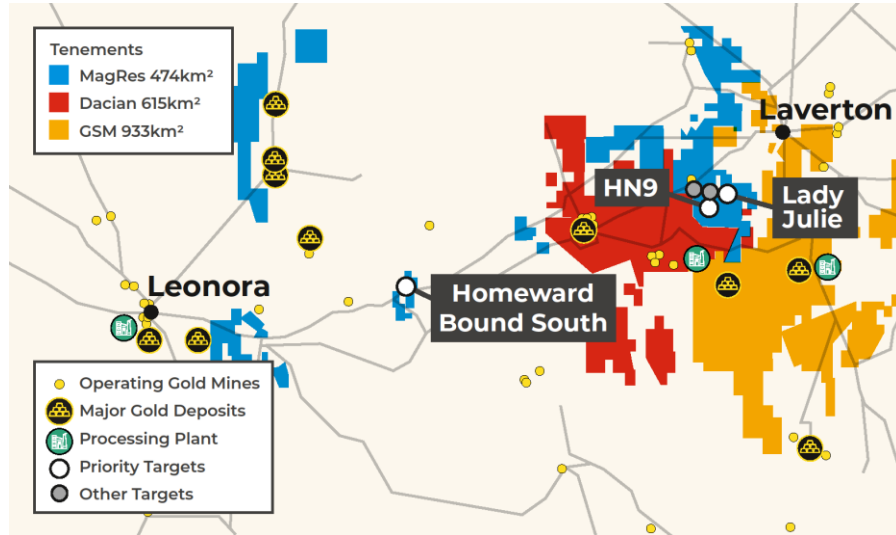 Tenements
MagRes 474km²
Dacian 615km²
GSM 933km²
Laverton
HN9
Lady
Julie
Leonora
Homeward
Bound South
Operating Gold Mines
Major Gold Deposits
Processing Plant
Priority Targets
Other Targets